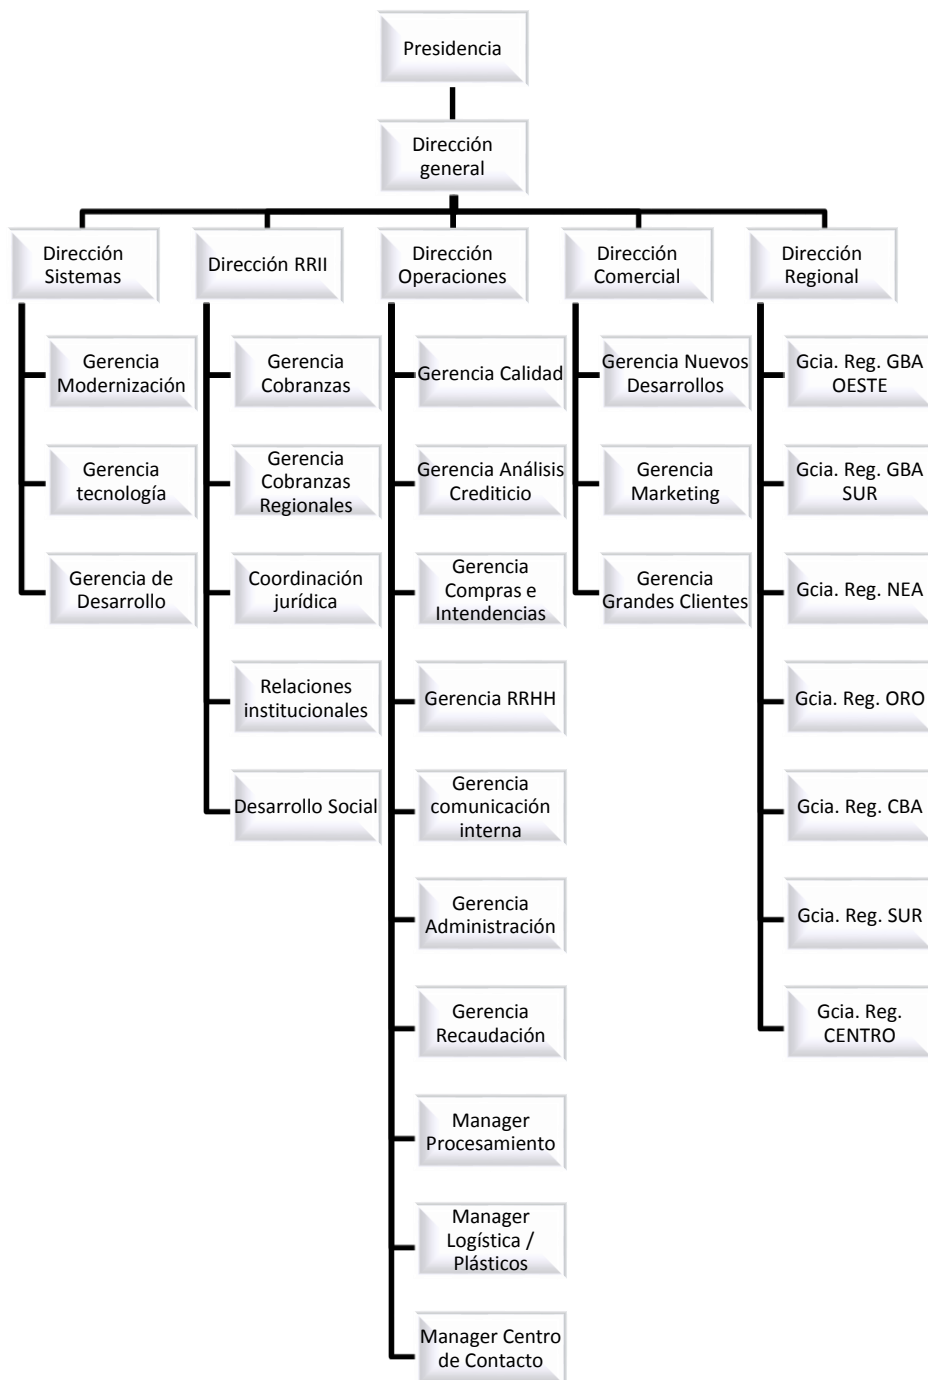 Presidencia
Dirección
general
Dirección
Sistemas
Dirección RRII
Dirección
Operaciones
Dirección
Comercial
Dirección
Regional
Gerencia
Modernización
Gerencia
tecnología
Gerencia de
Desarrollo
Gerencia
Cobranzas
Gerencia
Cobranzas
Regionales
Coordinación
jurídica
Relaciones
institucionales
Desarrollo Social
Gerencia Calidad
Gerencia Análisis
Crediticio
Gerencia
Compras e
Intendencias
Gerencia RRHH
Gerencia
comunicación
interna
Gerencia
Administración
Gerencia
Recaudación
Manager
Procesamiento
Manager
Logística /
Plásticos
Manager Centro
de Contacto
Gerencia Nuevos
Desarrollos
Gerencia
Marketing
Gerencia
Grandes Clientes
Gcia. Reg. GBA
OESTE
Gcia. Reg. GBA
SUR
Gcia. Reg. NEA
Gcia. Reg. ORO
Gcia. Reg. CBA
Gcia. Reg. SUR
Gcia. Reg.
CENTRO